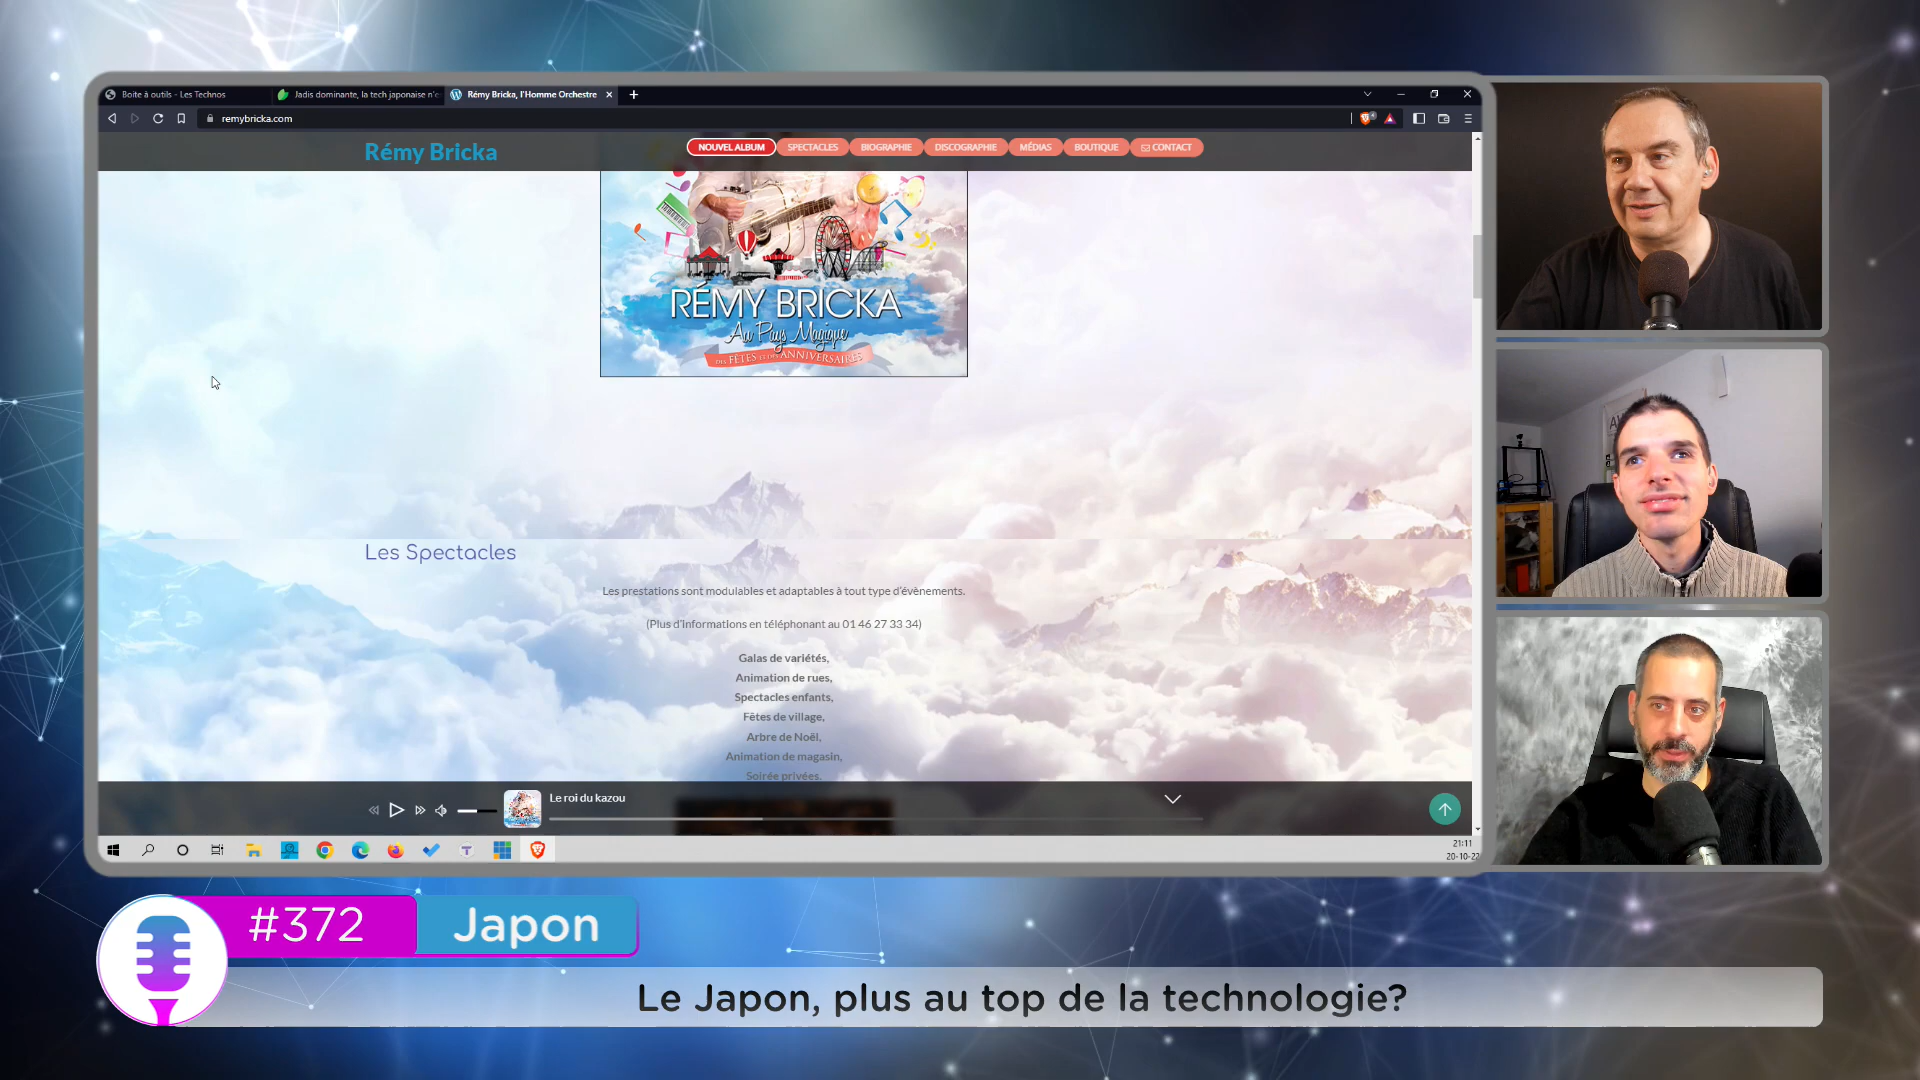 Boite à outils - Les Technos
Jadis dominante, la tech japonaise n'e
Rémy Bricka, l'Homme Orchestre
remybricka.com
Rémy Bricka
NOUVEL ALBUM
SPECTACLES
BIOGRAPHIE
DISCOGRAPHIE
MÉDIAS
BOUTIQUE
CONTACT
RÉMY BRICKA
Au Pays Magique
DES FÊTES ET DES ANNIVERSAIRES
Les Spectacles
Les prestations sont modulables et adaptables à tout type d'évènements.
(Plus d'informations en téléphonant au 01 46 27 33 34)
Galas de variétés,
Animation de rues,
Spectacles enfants,
Fêtes de village,
Arbre de Noël,
Animation de magasin,
Soirée privées.
Le roi du kazou
21:11
20-10-22
#372
Japon
Le Japon, plus au top de la technologie?